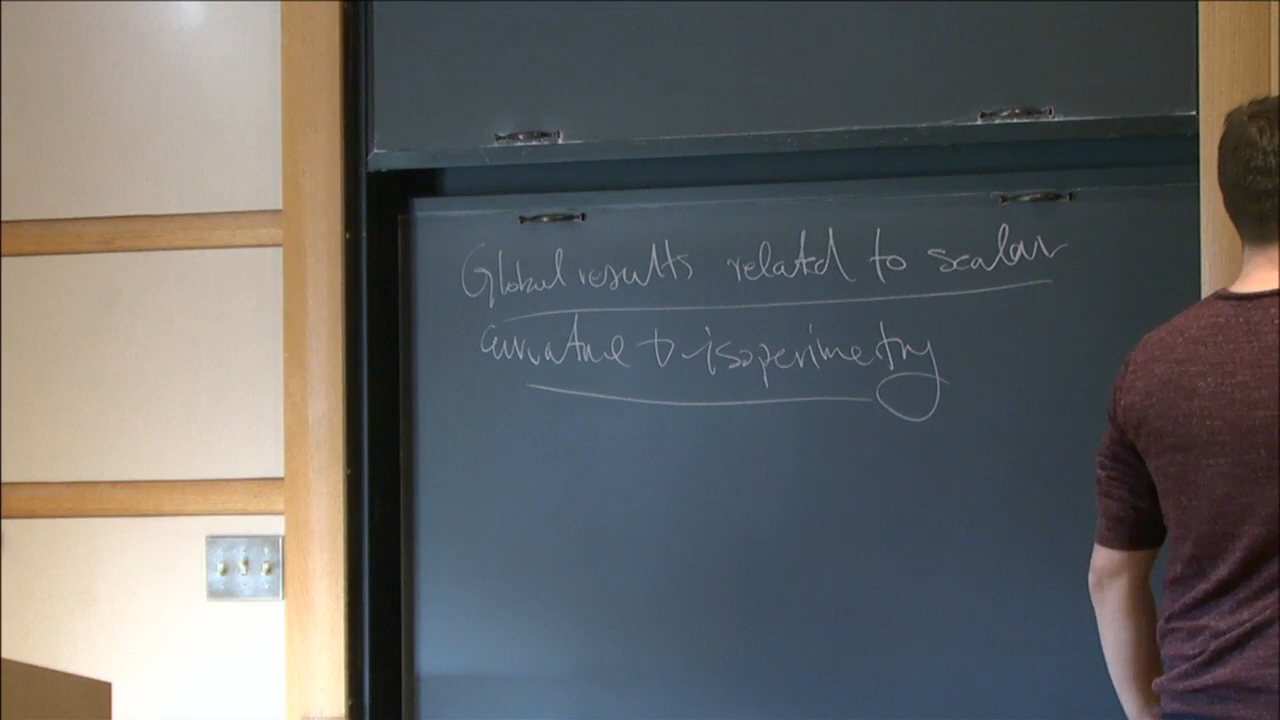 Global results related to scalar
curvature + isoperimetry